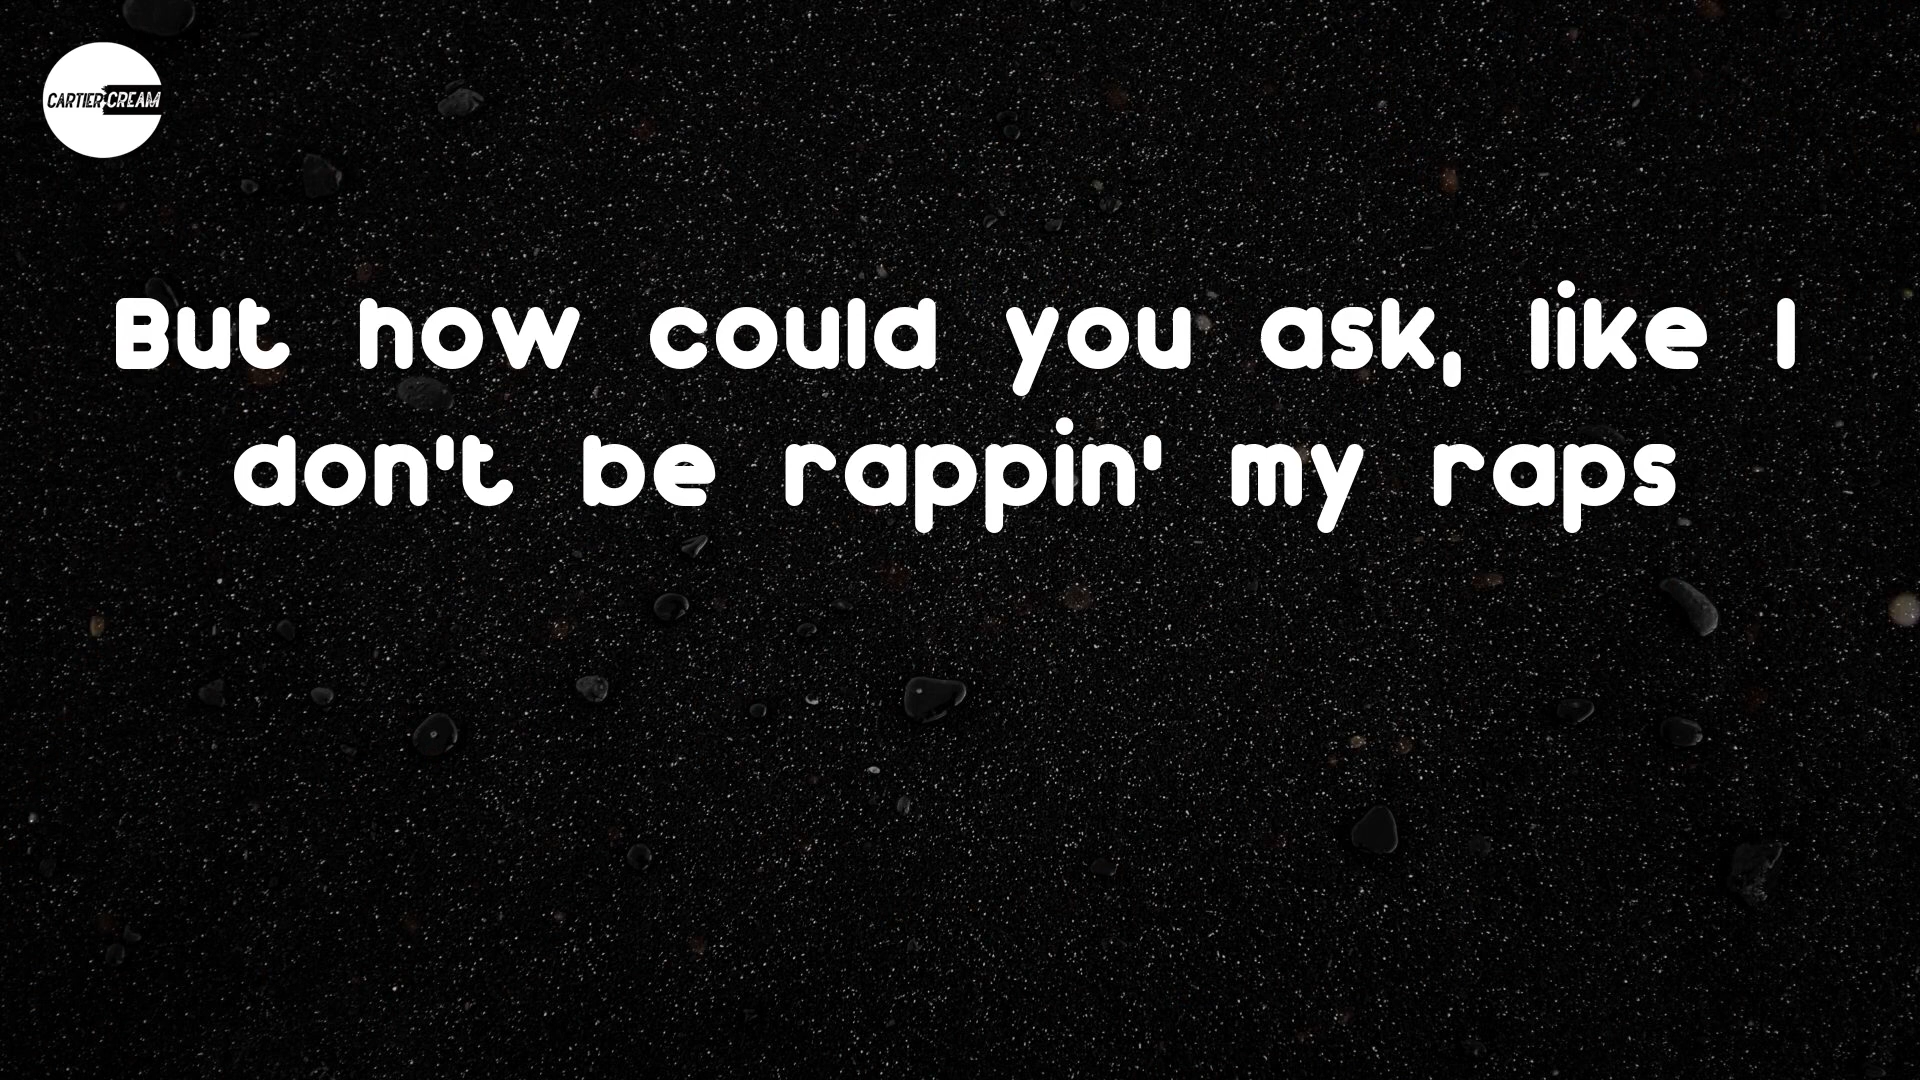 CARTIER CREAM
But how could you ask, like I
don't be rappin' my raps